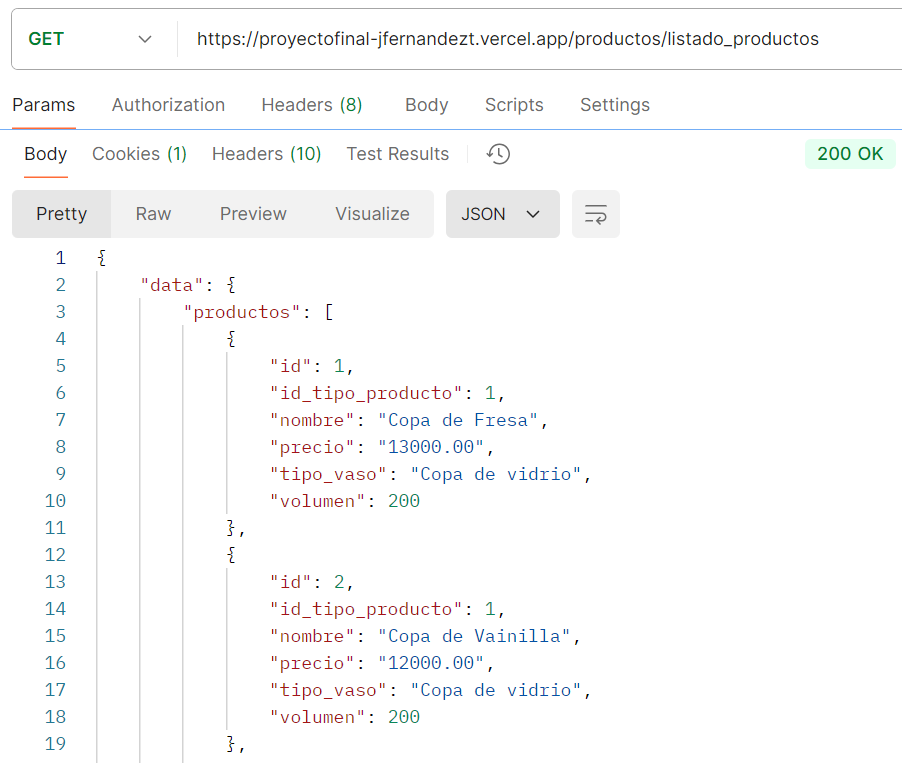 GET https://proyectofinal-jfernandezt.vercel.app/productos/listado_productos
Params Authorization Headers (8) Body Scripts Settings
Body Cookies (1) Headers (10) Test Results 200 OK
Pretty Raw Preview Visualize JSON
1 {
2 "data": {
3 "productos": [
4 {
5 "id": 1,
6 "id_tipo_producto": 1,
7 "nombre": "Copa de Fresa",
8 "precio": "13000.00",
9 "tipo_vaso": "Copa de vidrio",
10 "volumen": 200
11 },
12 {
13 "id": 2,
14 "id_tipo_producto": 1,
15 "nombre": "Copa de Vainilla",
16 "precio": "12000.00",
17 "tipo_vaso": "Copa de vidrio",
18 "volumen": 200
19 },